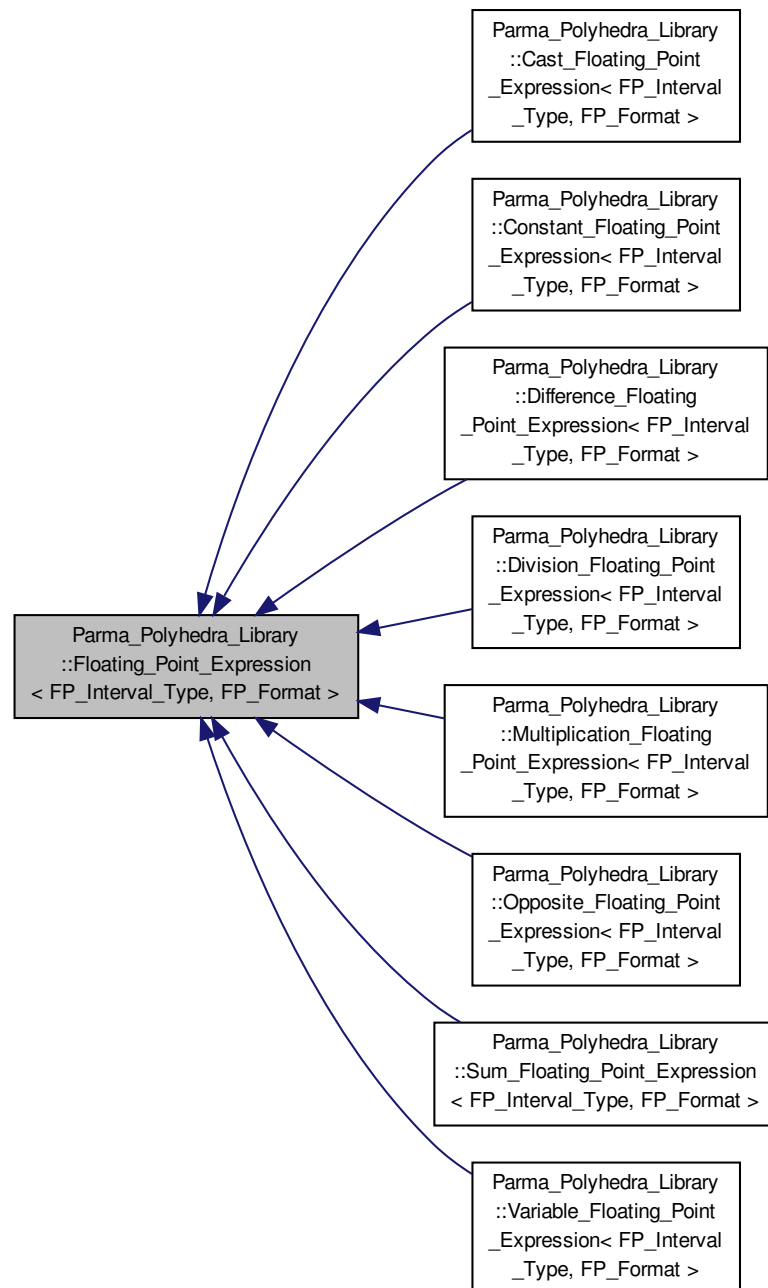 Parma_Polyhedra_Library
::Cast_Floating_Point
_Expression< FP_Interval
_Type, FP_Format >
Parma_Polyhedra_Library
::Constant_Floating_Point
_Expression< FP_Interval
_Type, FP_Format >
Parma_Polyhedra_Library
::Difference_Floating
_Point_Expression< FP_Interval
_Type, FP_Format >
Parma_Polyhedra_Library
::Division_Floating_Point
_Expression< FP_Interval
_Type, FP_Format >
Parma_Polyhedra_Library
::Floating_Point_Expression
< FP_Interval_Type, FP_Format >
Parma_Polyhedra_Library
::Multiplication_Floating
_Point_Expression< FP_Interval
_Type, FP_Format >
Parma_Polyhedra_Library
::Opposite_Floating_Point
_Expression< FP_Interval
_Type, FP_Format >
Parma_Polyhedra_Library
::Sum_Floating_Point_Expression
< FP_Interval_Type, FP_Format >
Parma_Polyhedra_Library
::Variable_Floating_Point
_Expression< FP_Interval
_Type, FP_Format >